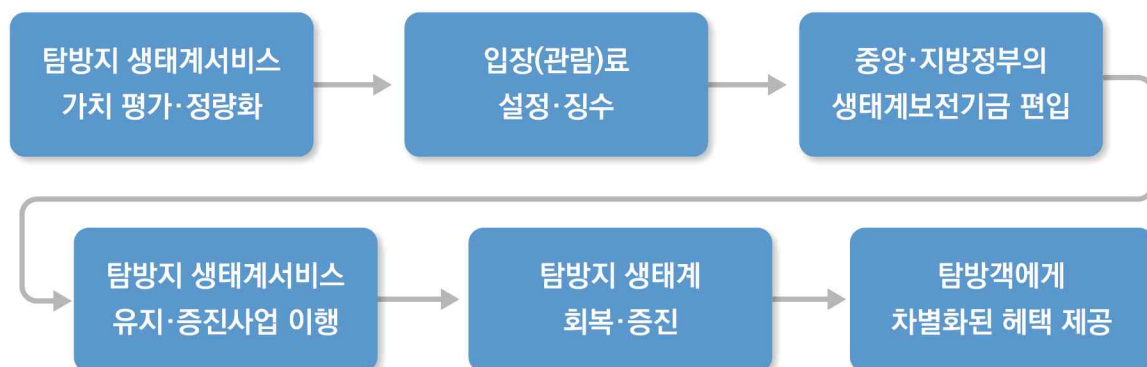 탐방지 생태계서비스
가치 평가·정량화
입장(관람)료
설정·징수
중앙·지방정부의
생태계보전기금 편입
탐방지 생태계서비스
유지·증진사업 이행
탐방지 생태계
회복·증진
탐방객에게
차별화된 헤택 제공